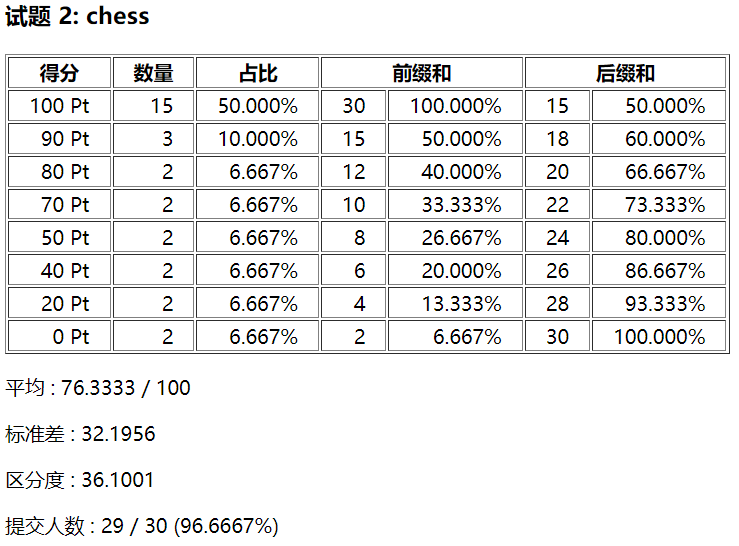 试题 2: chess
得分 数量 占比 前缀和 后缀和
100 Pt 15 50.000% 30 100.000% 15 50.000%
90 Pt 3 10.000% 15 50.000% 18 60.000%
80 Pt 2 6.667% 12 40.000% 20 66.667%
70 Pt 2 6.667% 10 33.333% 22 73.333%
50 Pt 2 6.667% 8 26.667% 24 80.000%
40 Pt 2 6.667% 6 20.000% 26 86.667%
20 Pt 2 6.667% 4 13.333% 28 93.333%
0 Pt 2 6.667% 2 6.667% 30 100.000%
平均 : 76.3333 / 100
标准差 : 32.1956
区分度 : 36.1001
提交人数 : 29 / 30 (96.6667%)